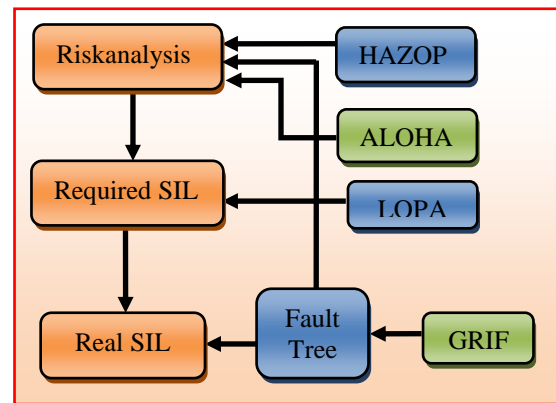 Riskanalysis
HAZOP
ALOHA
Required SIL
LOPA
Real SIL
Fault
Tree
GRIF